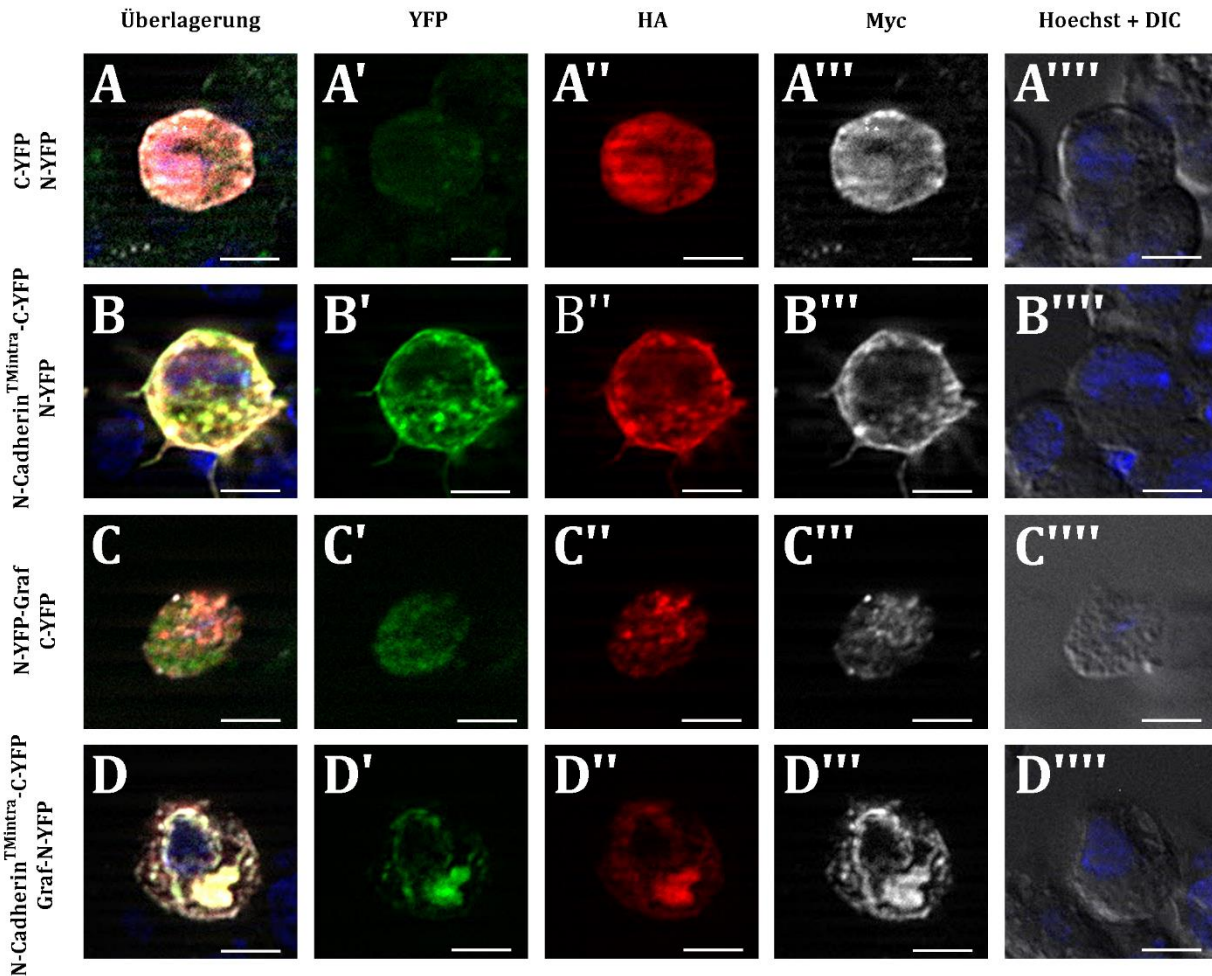 Überlagerung YFP HA Myc Hoechst + DIC
C-YFP
N-YFP
A A' A'' A''' A''''
N-Cadherin^TMintra-C-YFP
N-YFP
B B' B'' B''' B''''
N-YFP-Graf
C-YFP
C C' C'' C''' C''''
N-Cadherin^TMintra-C-YFP
Graf-N-YFP
D D' D'' D''' D''''